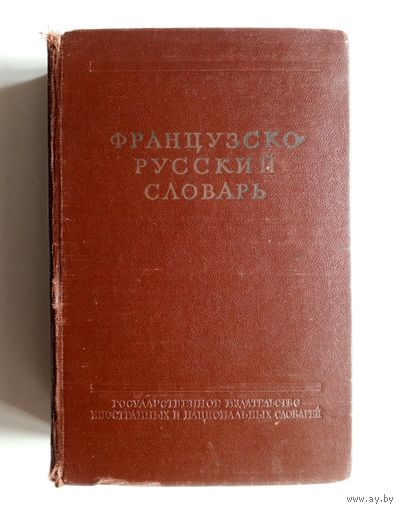 ФРАНЦУЗСКО-
РУССКИЙ
СЛОВАРЬ
ГОСУДАРСТВЕННОЕ ИЗДАТЕЛЬСТВО
ИНОСТРАННЫХ И НАЦИОНАЛЬНЫХ СЛОВАРЕЙ
www.ay.by